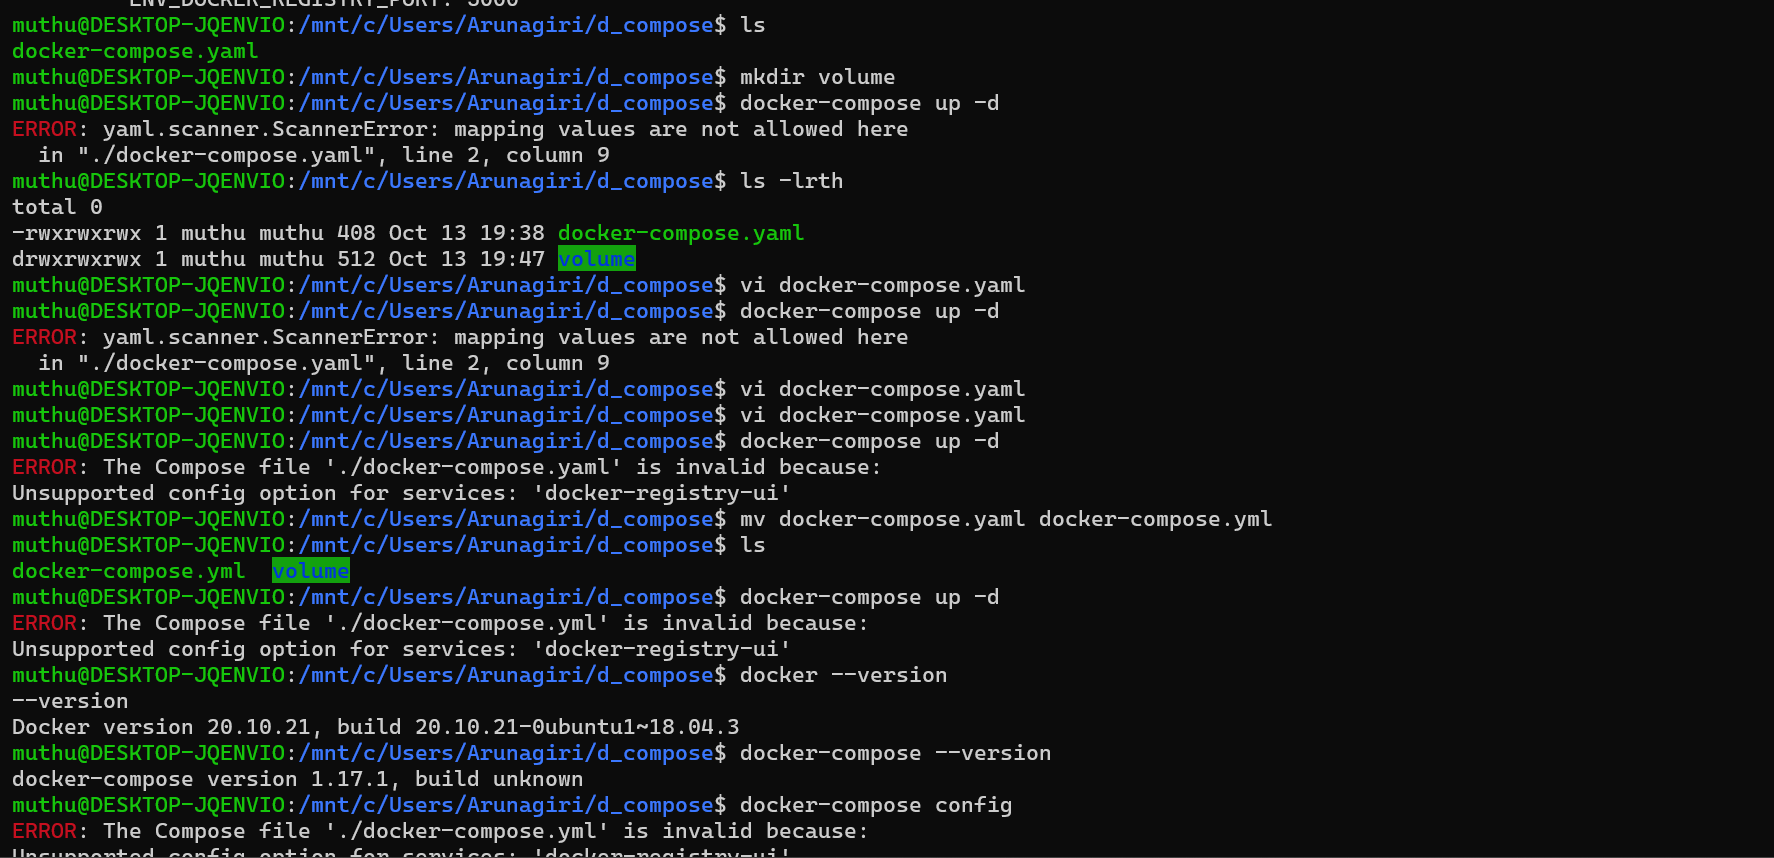 ENV_DOCKER_REGISTRY_PORT: 5000
muthu@DESKTOP-JQENVIO:/mnt/c/Users/Arunagiri/d_compose$ ls
docker-compose.yaml
muthu@DESKTOP-JQENVIO:/mnt/c/Users/Arunagiri/d_compose$ mkdir volume
muthu@DESKTOP-JQENVIO:/mnt/c/Users/Arunagiri/d_compose$ docker-compose up -d
ERROR: yaml.scanner.ScannerError: mapping values are not allowed here
  in "./docker-compose.yaml", line 2, column 9
muthu@DESKTOP-JQENVIO:/mnt/c/Users/Arunagiri/d_compose$ ls -lrth
total 0
-rwxrwxrwx 1 muthu muthu 408 Oct 13 19:38 docker-compose.yaml
drwxrwxrwx 1 muthu muthu 512 Oct 13 19:47 volume
muthu@DESKTOP-JQENVIO:/mnt/c/Users/Arunagiri/d_compose$ vi docker-compose.yaml
muthu@DESKTOP-JQENVIO:/mnt/c/Users/Arunagiri/d_compose$ docker-compose up -d
ERROR: yaml.scanner.ScannerError: mapping values are not allowed here
  in "./docker-compose.yaml", line 2, column 9
muthu@DESKTOP-JQENVIO:/mnt/c/Users/Arunagiri/d_compose$ vi docker-compose.yaml
muthu@DESKTOP-JQENVIO:/mnt/c/Users/Arunagiri/d_compose$ vi docker-compose.yaml
muthu@DESKTOP-JQENVIO:/mnt/c/Users/Arunagiri/d_compose$ docker-compose up -d
ERROR: The Compose file './docker-compose.yaml' is invalid because:
Unsupported config option for services: 'docker-registry-ui'
muthu@DESKTOP-JQENVIO:/mnt/c/Users/Arunagiri/d_compose$ mv docker-compose.yaml docker-compose.yml
muthu@DESKTOP-JQENVIO:/mnt/c/Users/Arunagiri/d_compose$ ls
docker-compose.yml  volume
muthu@DESKTOP-JQENVIO:/mnt/c/Users/Arunagiri/d_compose$ docker-compose up -d
ERROR: The Compose file './docker-compose.yml' is invalid because:
Unsupported config option for services: 'docker-registry-ui'
muthu@DESKTOP-JQENVIO:/mnt/c/Users/Arunagiri/d_compose$ docker --version
--version
Docker version 20.10.21, build 20.10.21-0ubuntu1~18.04.3
muthu@DESKTOP-JQENVIO:/mnt/c/Users/Arunagiri/d_compose$ docker-compose --version
docker-compose version 1.17.1, build unknown
muthu@DESKTOP-JQENVIO:/mnt/c/Users/Arunagiri/d_compose$ docker-compose config
ERROR: The Compose file './docker-compose.yml' is invalid because:
Unsupported config option for services: 'docker-registry-ui'